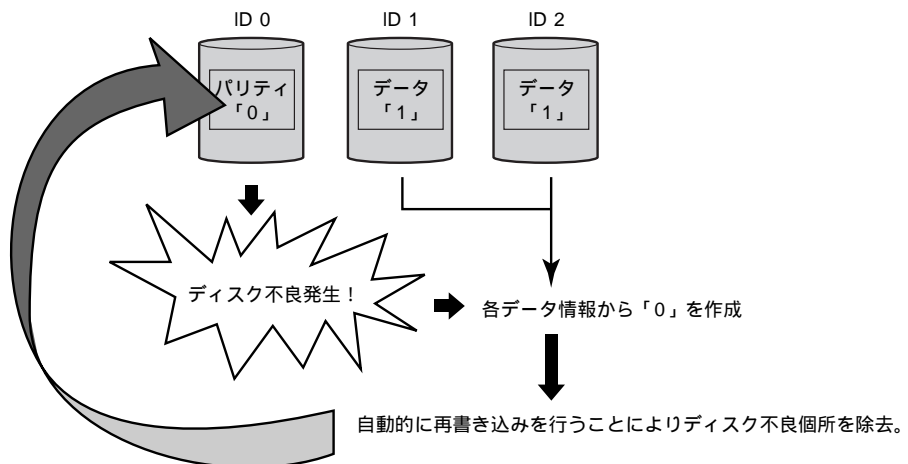 ID 0
ID 1
ID 2
パリティ
「0」
データ
「1」
データ
「1」
ディスク不良発生！
各データ情報から「0」を作成
自動的に再書き込みを行うことによりディスク不良個所を除去。